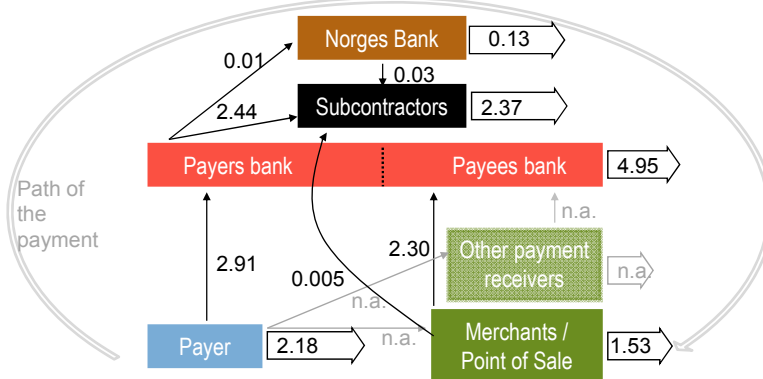 Norges Bank
0.13
0.01
0.03
2.44
Subcontractors
2.37
Payers bank
Payees bank
4.95
Path of
the
payment
n.a.
2.91
2.30
0.005
Other payment
receivers
n.a
n.a.
n.a.
Payer
2.18
Merchants /
Point of Sale
1.53